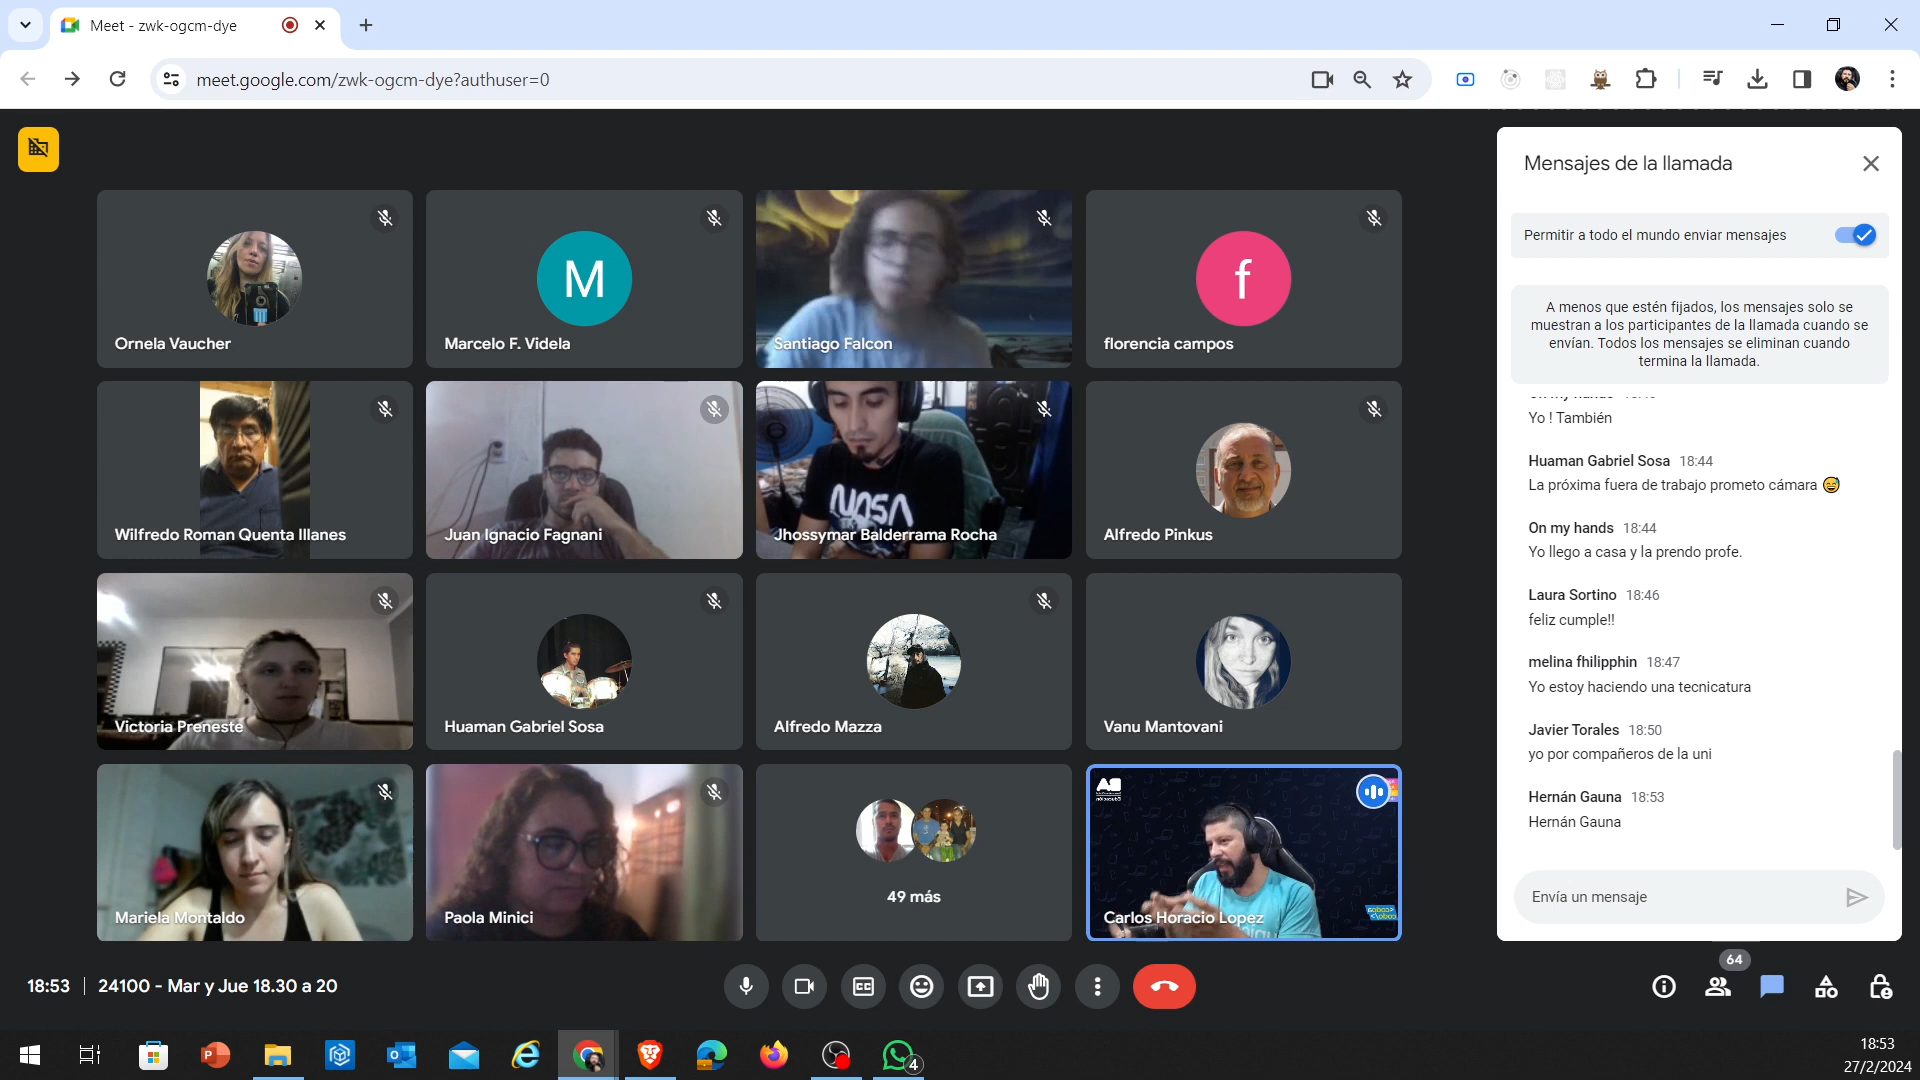 Meet - zwk-ogcm-dye
meet.google.com/zwk-ogcm-dye?authuser=0
Ornela Vaucher
M
Marcelo F. Videla
Santiago Falcon
f
florencia campos
Wilfredo Roman Quenta Illanes
Juan Ignacio Fagnani
NASA
Jhossymar Balderrama Rocha
Alfredo Pinkus
Victoria Preneste
Huaman Gabriel Sosa
Alfredo Mazza
Vanu Mantovani
Mariela Montaldo
Paola Minici
49 más
BA
Carlos Horacio Lopez
Mensajes de la llamada
Permitir a todo el mundo enviar mensajes
A menos que estén fijados, los mensajes solo se
muestran a los participantes de la llamada cuando se
envían. Todos los mensajes se eliminan cuando
termina la llamada.
Yo ! También
Huaman Gabriel Sosa 18:44
La próxima fuera de trabajo prometo cámara 😅
On my hands 18:44
Yo llego a casa y la prendo profe.
Laura Sortino 18:46
feliz cumple!!
melina fhilipphin 18:47
Yo estoy haciendo una tecnicatura
Javier Torales 18:50
yo por compañeros de la uni
Hernán Gauna 18:53
Hernán Gauna
Envía un mensaje
18:53 | 24100 - Mar y Jue 18.30 a 20
64
4
18:53
27/2/2024